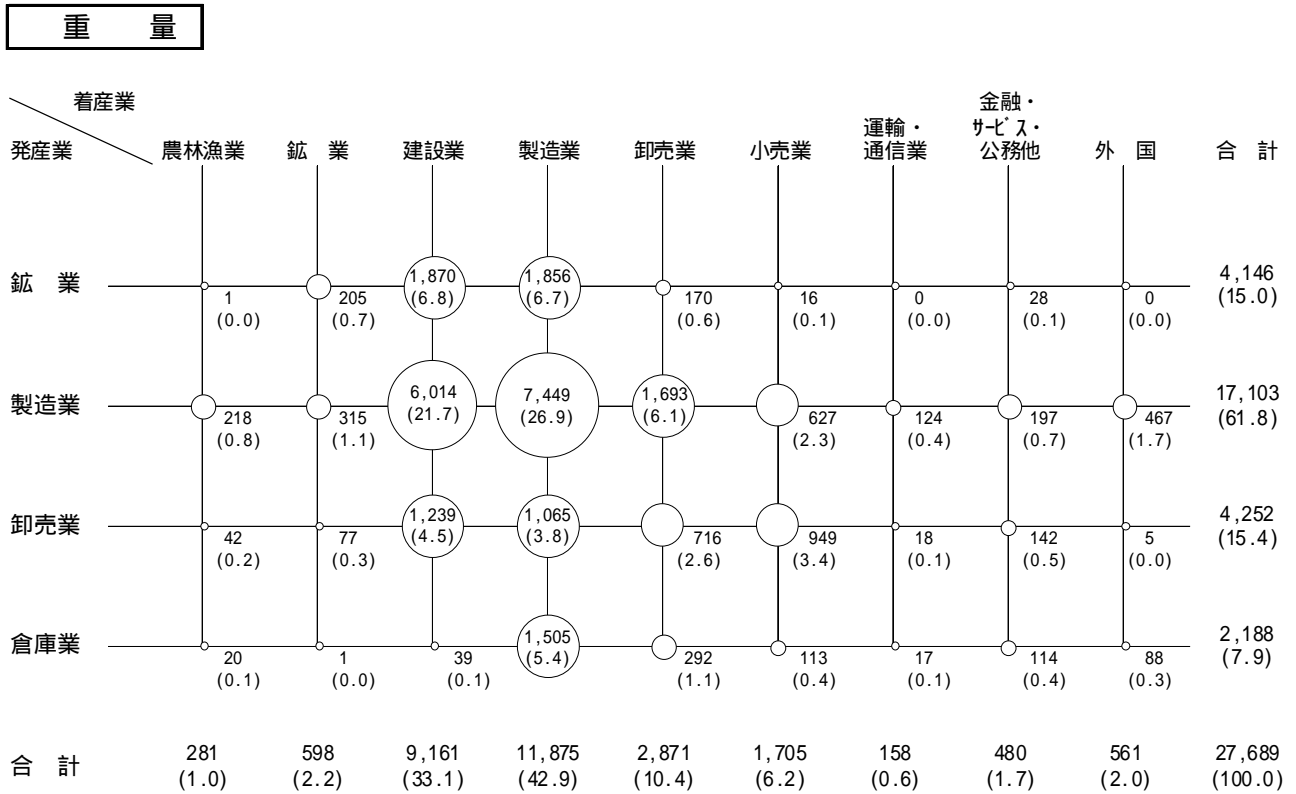 重 量
着産業
発産業
農林漁業 鉱 業 建設業 製造業 卸売業 小売業 運輸・通信業 金融・サービス・公務他 外 国 合 計
鉱 業
1 205 1,870 1,856 170 16 0 28 0 4,146
(0.0) (0.7) (6.8) (6.7) (0.6) (0.1) (0.0) (0.1) (0.0) (15.0)
製造業
218 315 6,014 7,449 1,693 627 124 197 467 17,103
(0.8) (1.1) (21.7) (26.9) (6.1) (2.3) (0.4) (0.7) (1.7) (61.8)
卸売業
42 77 1,239 1,065 716 949 18 142 5 4,252
(0.2) (0.3) (4.5) (3.8) (2.6) (3.4) (0.1) (0.5) (0.0) (15.4)
倉庫業
20 1 39 1,505 292 113 17 114 88 2,188
(0.1) (0.0) (0.1) (5.4) (1.1) (0.4) (0.1) (0.4) (0.3) (7.9)
合 計
281 598 9,161 11,875 2,871 1,705 158 480 561 27,689
(1.0) (2.2) (33.1) (42.9) (10.4) (6.2) (0.6) (1.7) (2.0) (100.0)